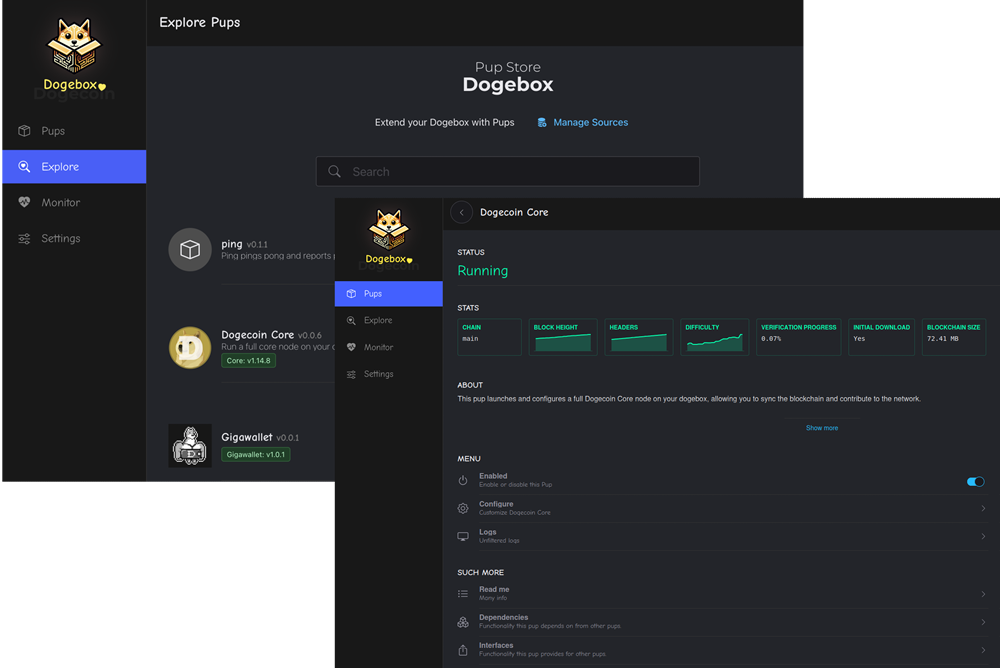 Explore Pups
Dogebox
Dogecoin
Pups
Explore
Monitor
Settings
Pup Store
Dogebox
Extend your Dogebox with Pups
Manage Sources
Search
ping v0.1.1
Ping pings pong and reports
Dogecoin Core v0.0.6
Run a full core node on your
Core: v1.14.8
Gigawallet v0.0.1
Gigawallet: v1.0.1
Dogebox
Dogecoin
Pups
Explore
Monitor
Settings
Dogecoin Core
STATUS
Running
STATS
CHAIN
main
BLOCK HEIGHT
HEADERS
DIFFICULTY
VERIFICATION PROGRESS
0.07%
INITIAL DOWNLOAD
Yes
BLOCKCHAIN SIZE
72.41 MB
ABOUT
This pup launches and configures a full Dogecoin Core node on your dogebox, allowing you to sync the blockchain and contribute to the network.
Show more
MENU
Enabled
Enable or disable this Pup
Configure
Customize Dogecoin Core
Logs
Unfiltered logs
SUCH MORE
Read me
Many info
Dependencies
Functionality this pup depends on from other pups.
Interfaces
Functionality this pup provides for other pups